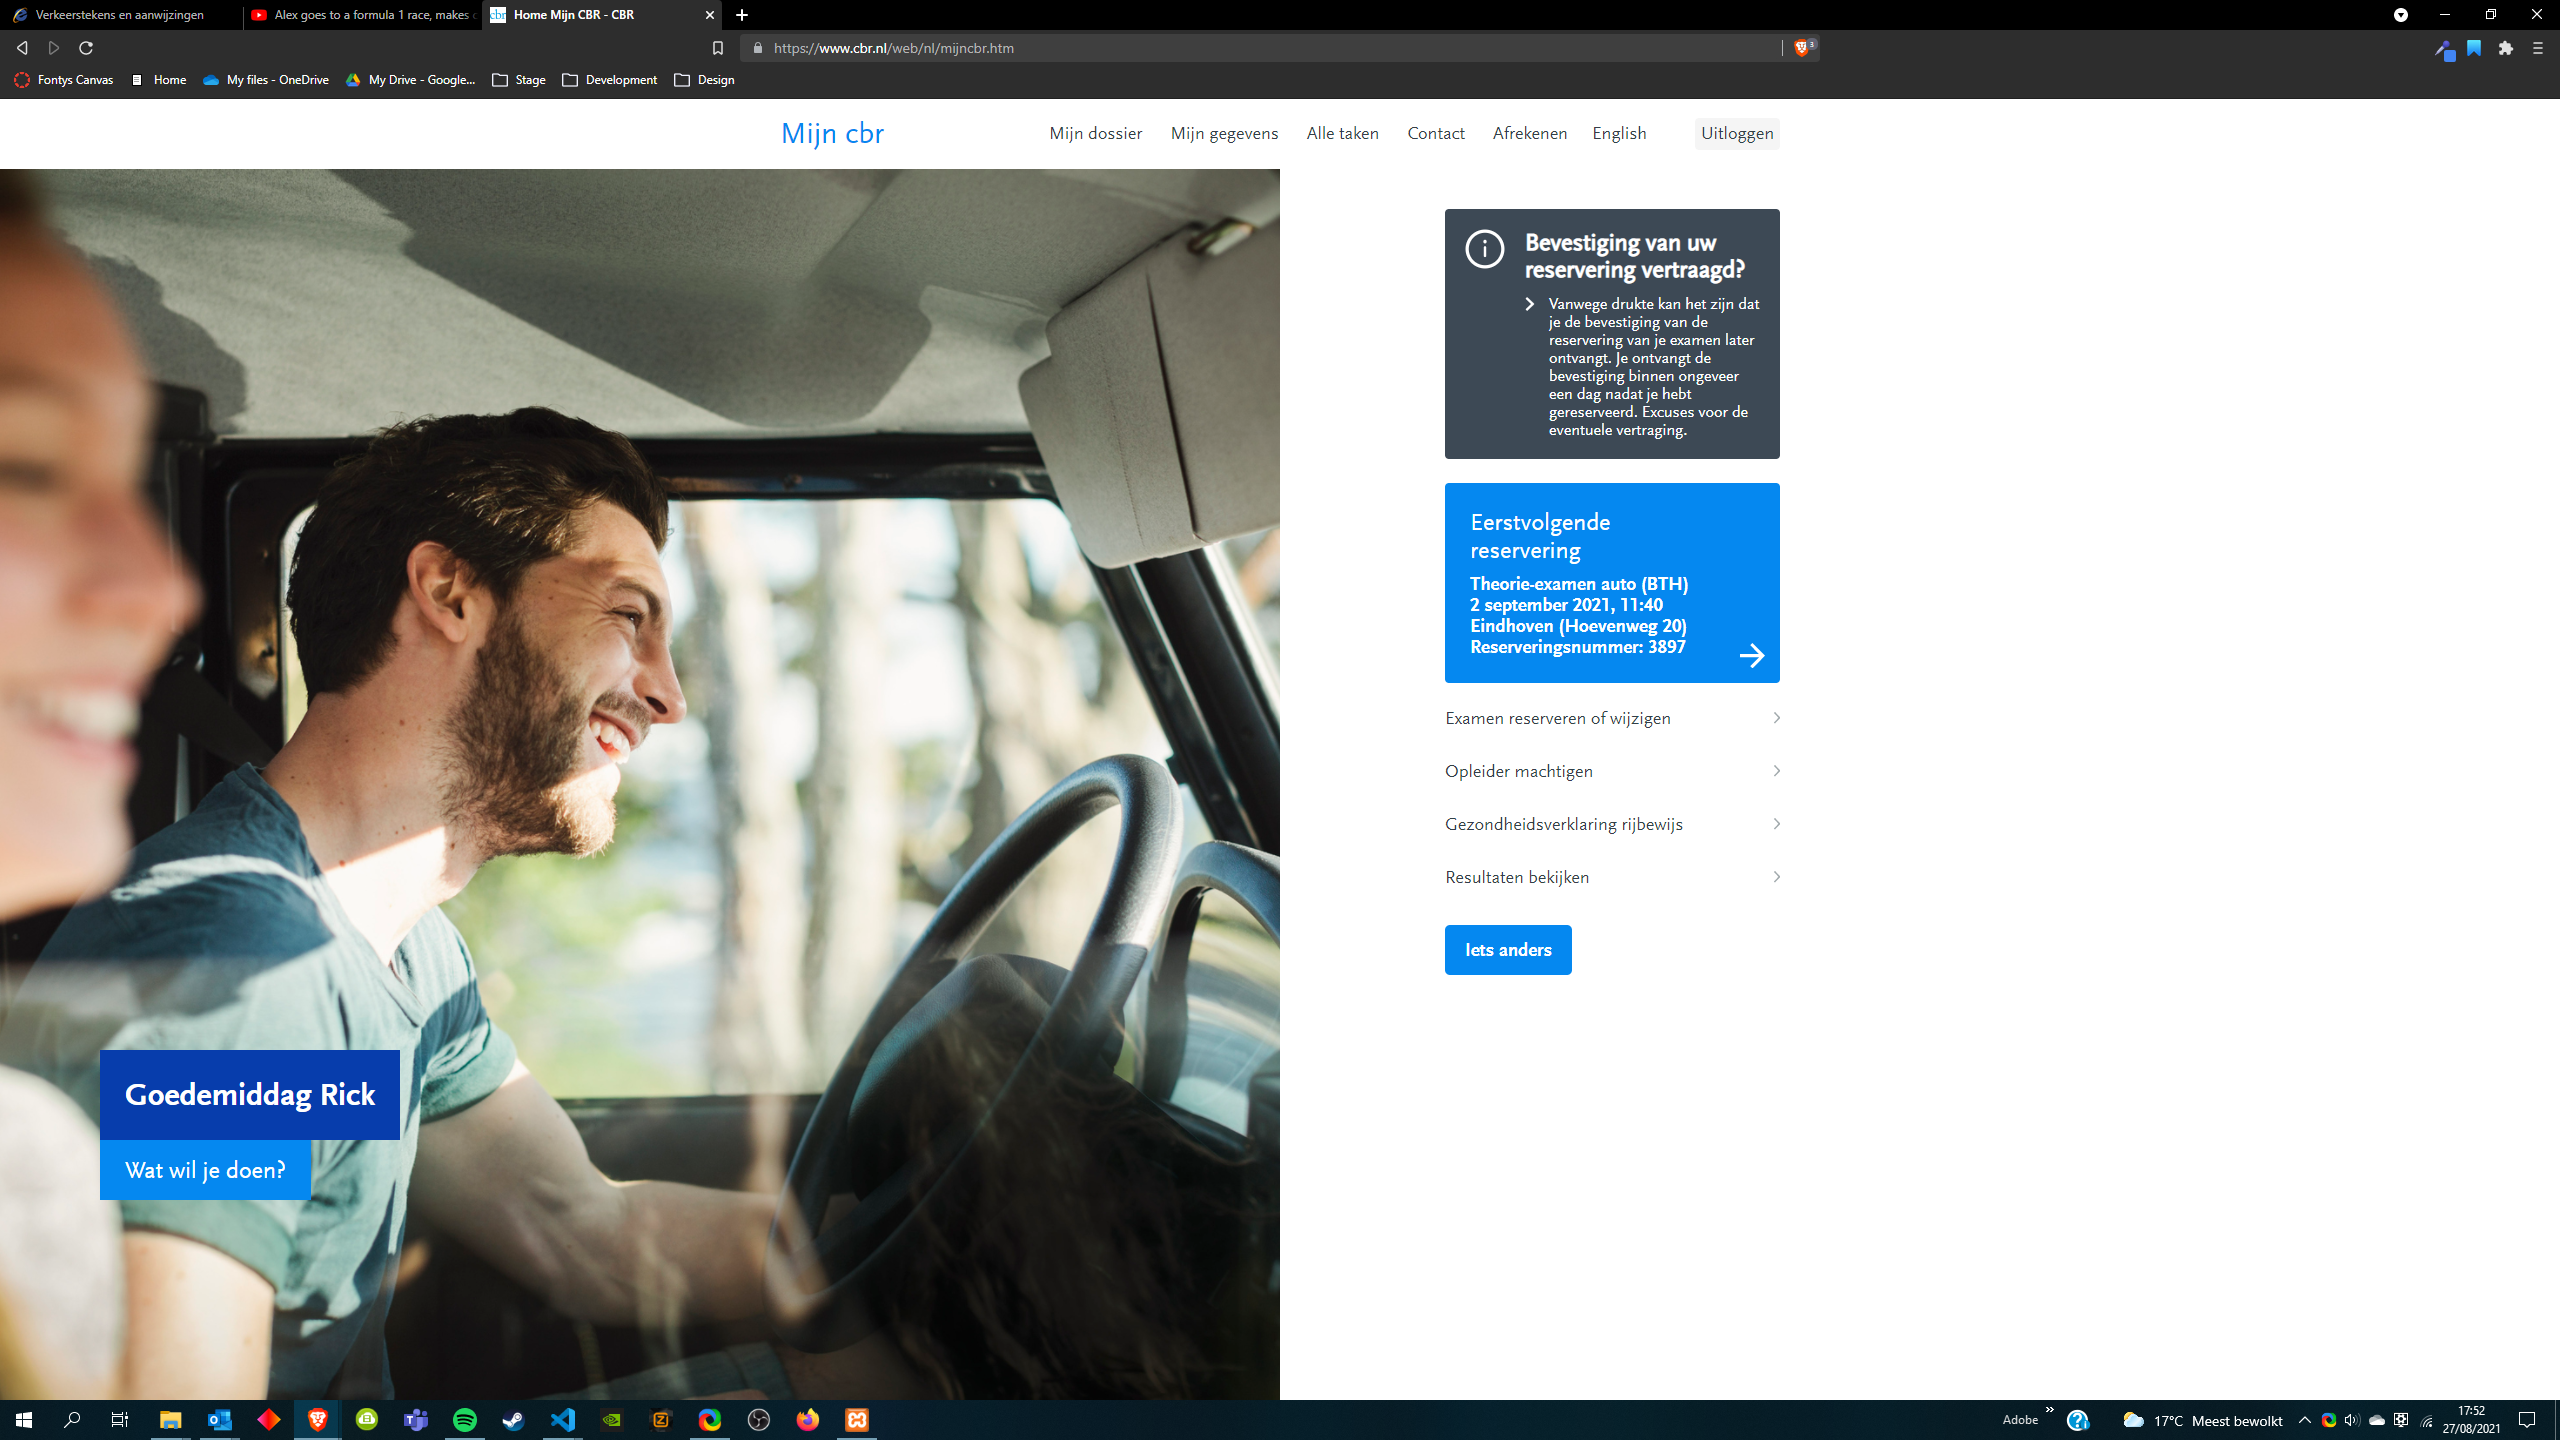 Verkeerstekens en aanwijzingen
Alex goes to a formula 1 race, makes
cbr Home Mijn CBR - CBR
https://www.cbr.nl/web/nl/mijncbr.htm
3
Fontys Canvas
Home
My files - OneDrive
My Drive - Google...
Stage
Development
Design
Mijn cbr
Mijn dossier
Mijn gegevens
Alle taken
Contact
Afrekenen
English
Uitloggen
Bevestiging van uw
reservering vertraagd?
Vanwege drukte kan het zijn dat
je de bevestiging van de
reservering van je examen later
ontvangt. Je ontvangt de
bevestiging binnen ongeveer
een dag nadat je hebt
gereserveerd. Excuses voor de
eventuele vertraging.
Eerstvolgende
reservering
Theorie-examen auto (BTH)
2 september 2021, 11:40
Eindhoven (Hoevenweg 20)
Reserveringsnummer: 3897
Examen reserveren of wijzigen
Opleider machtigen
Gezondheidsverklaring rijbewijs
Resultaten bekijken
Iets anders
Goedemiddag Rick
Wat wil je doen?
Adobe
17°C Meest bewolkt
17:52
27/08/2021